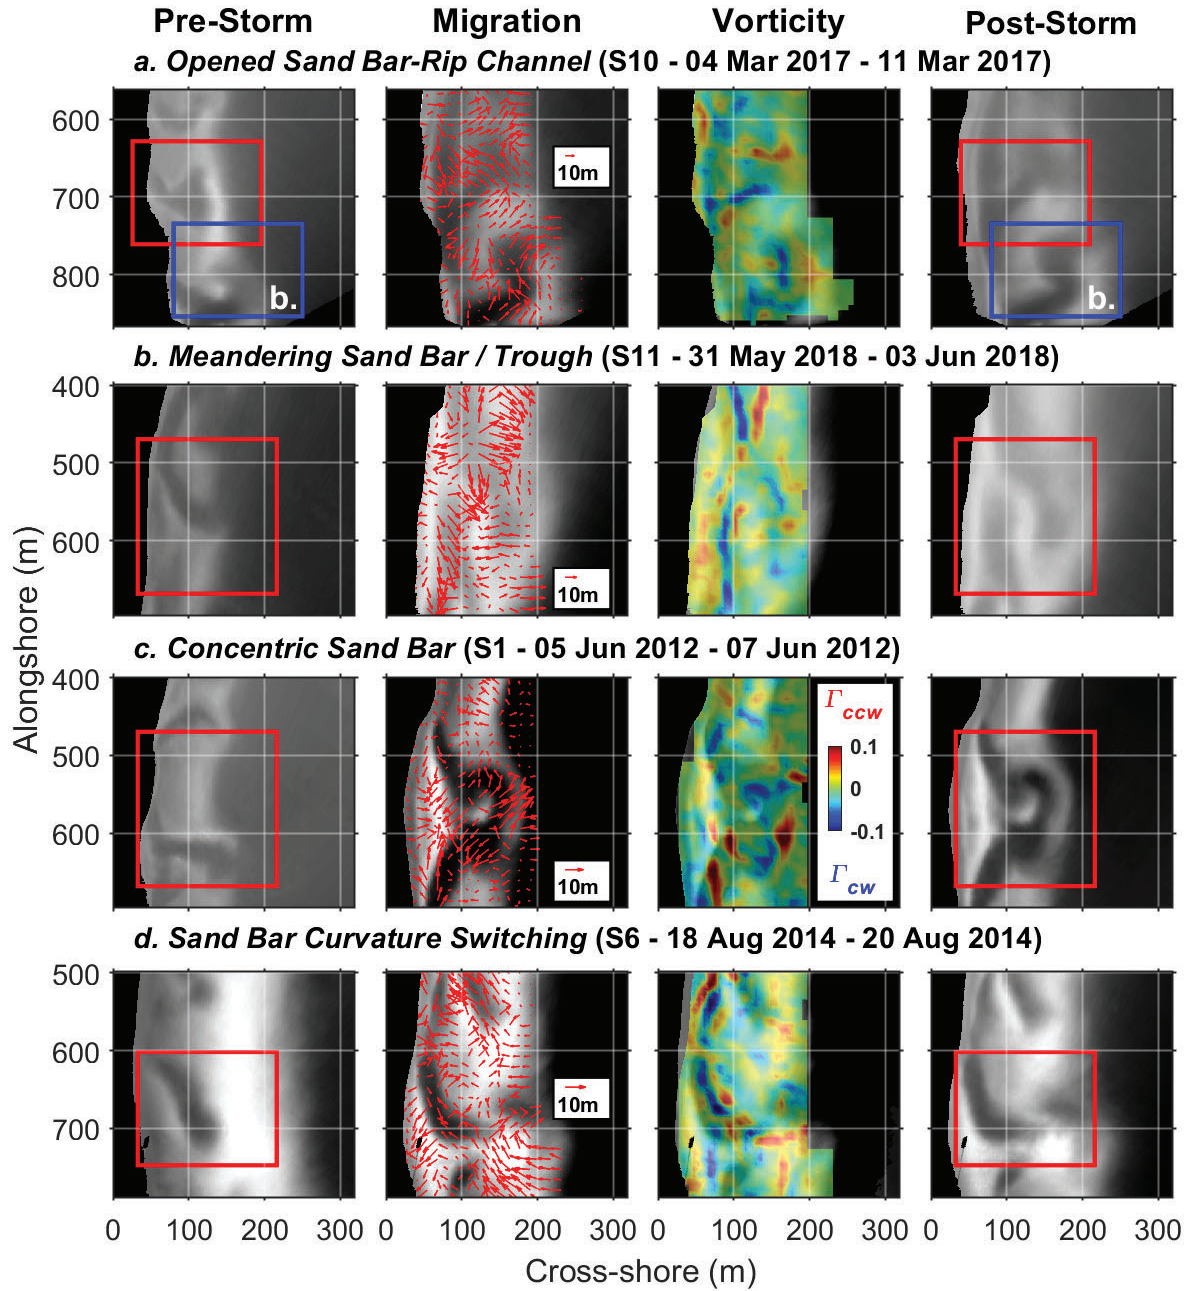 Pre-Storm Migration Vorticity Post-Storm
a. Opened Sand Bar-Rip Channel (S10 - 04 Mar 2017 - 11 Mar 2017)
600
700
800
b.
10m
b.
b. Meandering Sand Bar / Trough (S11 - 31 May 2018 - 03 Jun 2018)
400
500
600
10m
c. Concentric Sand Bar (S1 - 05 Jun 2012 - 07 Jun 2012)
400
500
600
10m
Γccw
0.1
0
-0.1
Γcw
d. Sand Bar Curvature Switching (S6 - 18 Aug 2014 - 20 Aug 2014)
500
600
700
10m
0 100 200 300 0 100 200 300 0 100 200 300 0 100 200 300
Cross-shore (m)
Alongshore (m)